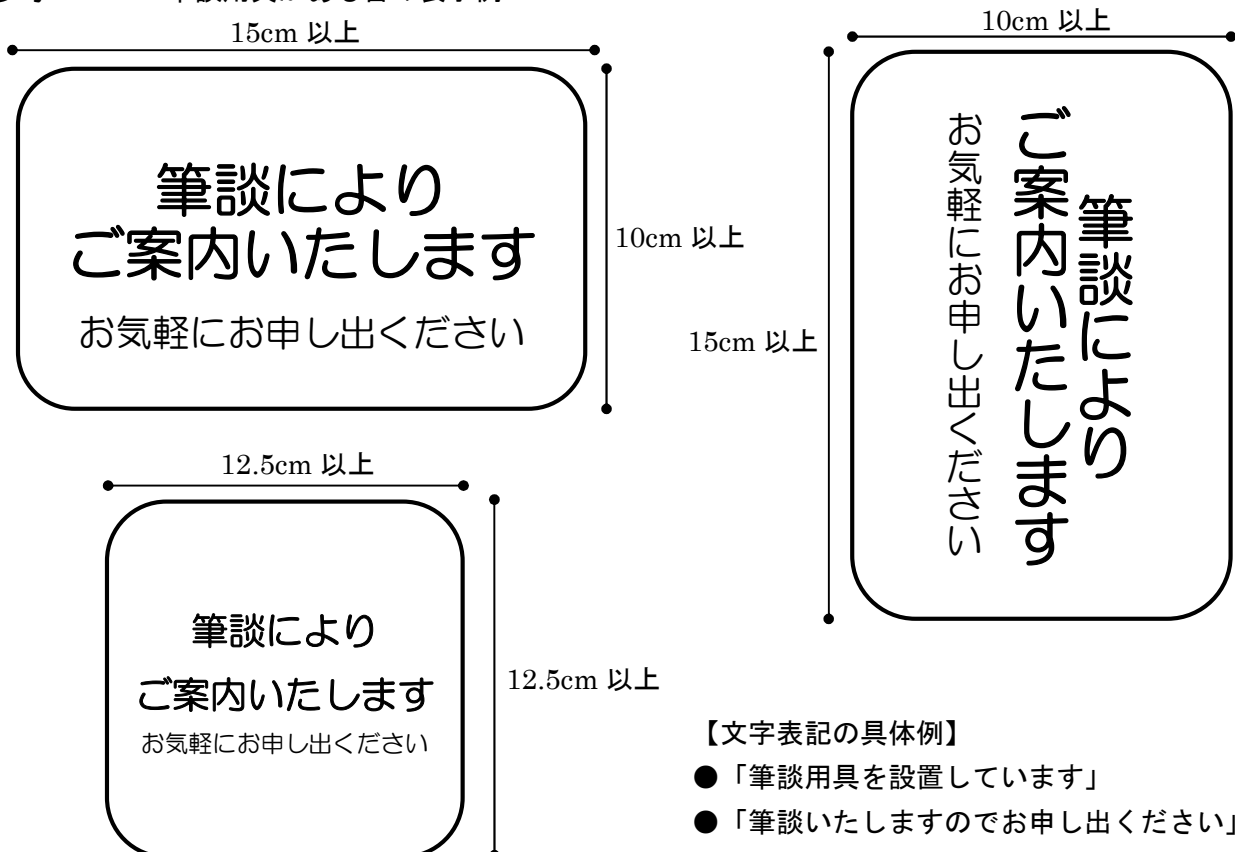 15cm 以上
筆談により
ご案内いたします
お気軽にお申し出ください
10cm 以上
10cm 以上
15cm 以上
筆談により
ご案内いたします
お気軽にお申し出ください
12.5cm 以上
筆談により
ご案内いたします
お気軽にお申し出ください
12.5cm 以上
【文字表記の具体例】
●「筆談用具を設置しています」
●「筆談いたしますのでお申し出ください」